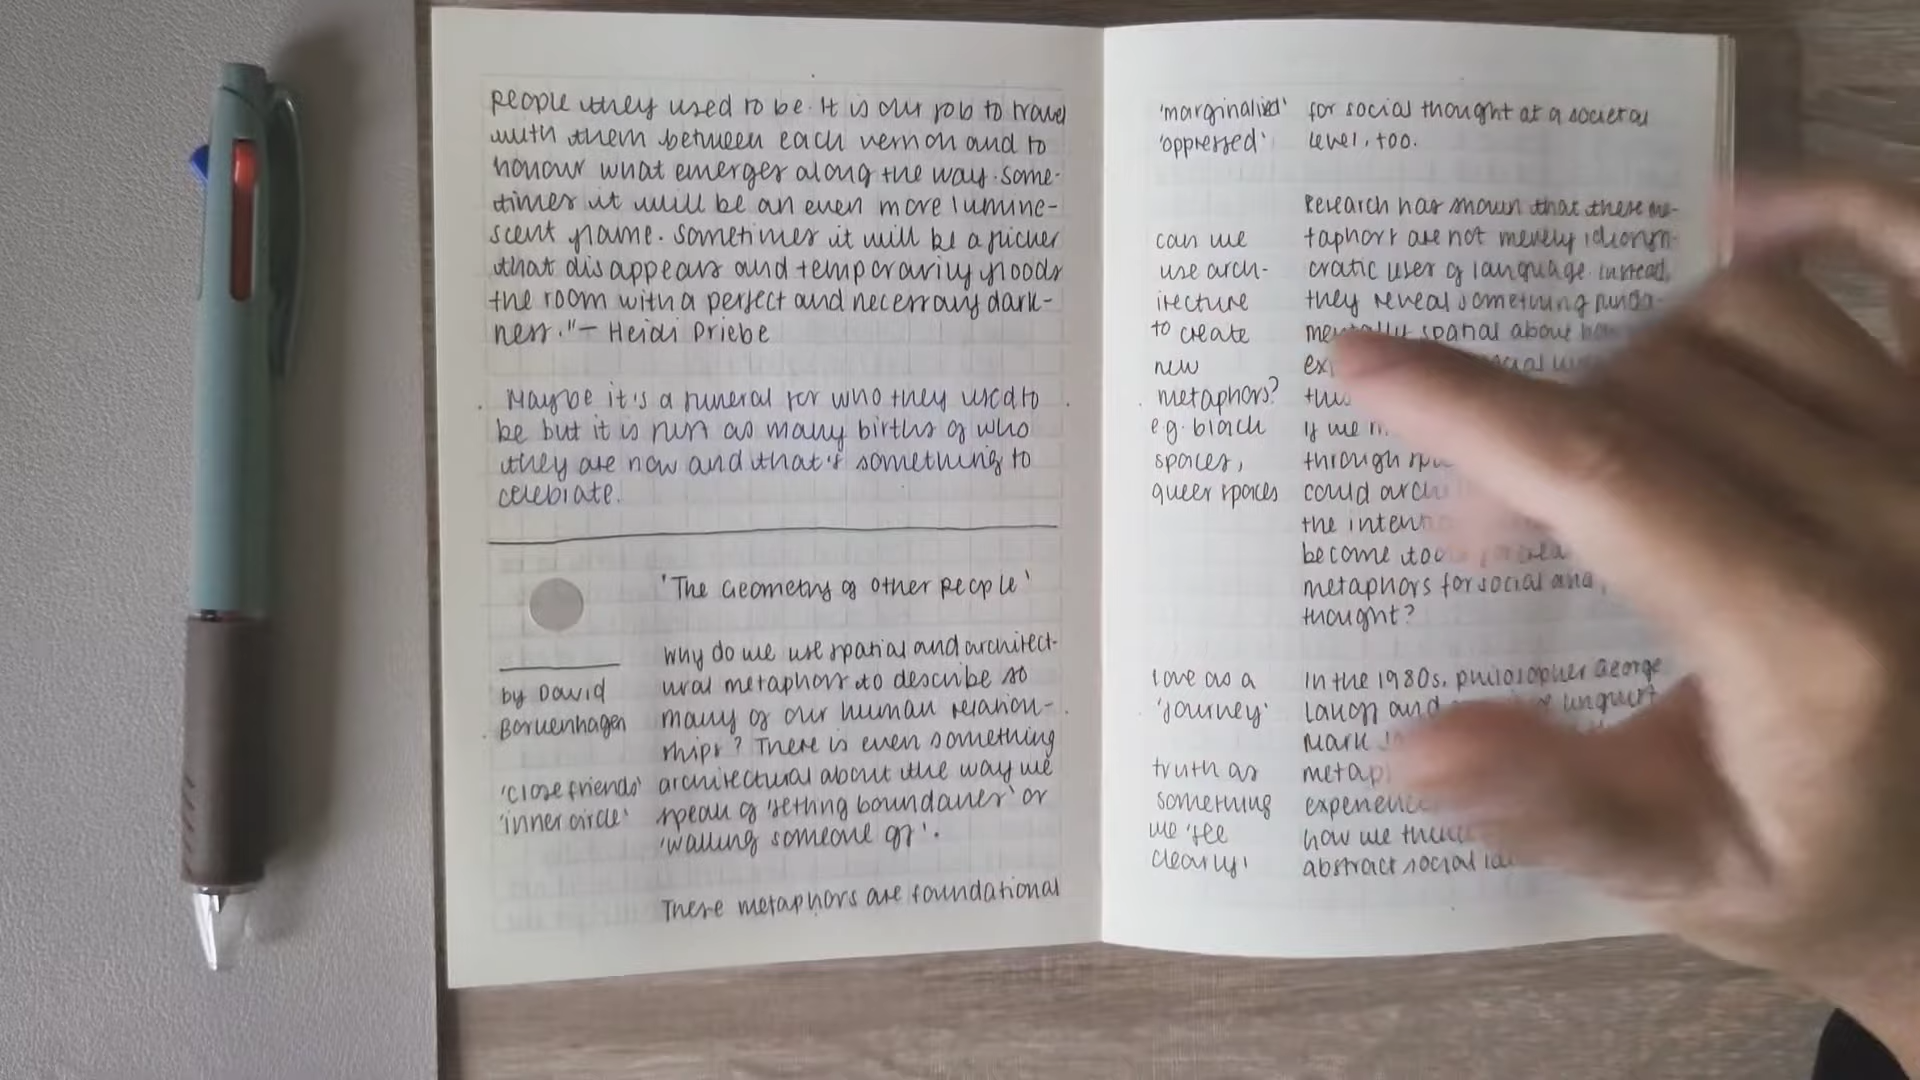 people they used to be. It is our job to travel
with them between each version and to
honour what emerges along the way. some-
times it will be an even more lumine-
scent flame. sometimes it will be a flicker
that disappears and temporarily floods
the room with a perfect and necessary dark-
ness."— Heidi Priebe
Maybe it's a funeral for who they used to
be but it is just as many births of who
they are now and that's something to
celebrate.
'The Geometry of Other People'
by David
Borkenhagen
'close friends'
'inner circle'
Why do we use spatial and architect-
ural metaphors to describe so
many of our human relation-
ships? There is even something
architectural about the way we
speak of 'setting boundaries' or
'walling someone off'.
These metaphors are foundational
'marginalised'
'oppressed'
for social thought at a societal
level, too.
can we
use arch-
itecture
to create
new
metaphors?
eg. black
spaces,
queer spaces
Research has shown that these me-
taphors are not merely idiosyn-
cratic uses of language. instead,
they reveal something funda-
spatial about
if we
through
could
the
become
metaphors for social and
thought?
love as a
'journey'
truth as
something
we 'see
clearly'
In the 1980s, philosopher George
Lakoff and linguist
Mark
how we think
abstract social